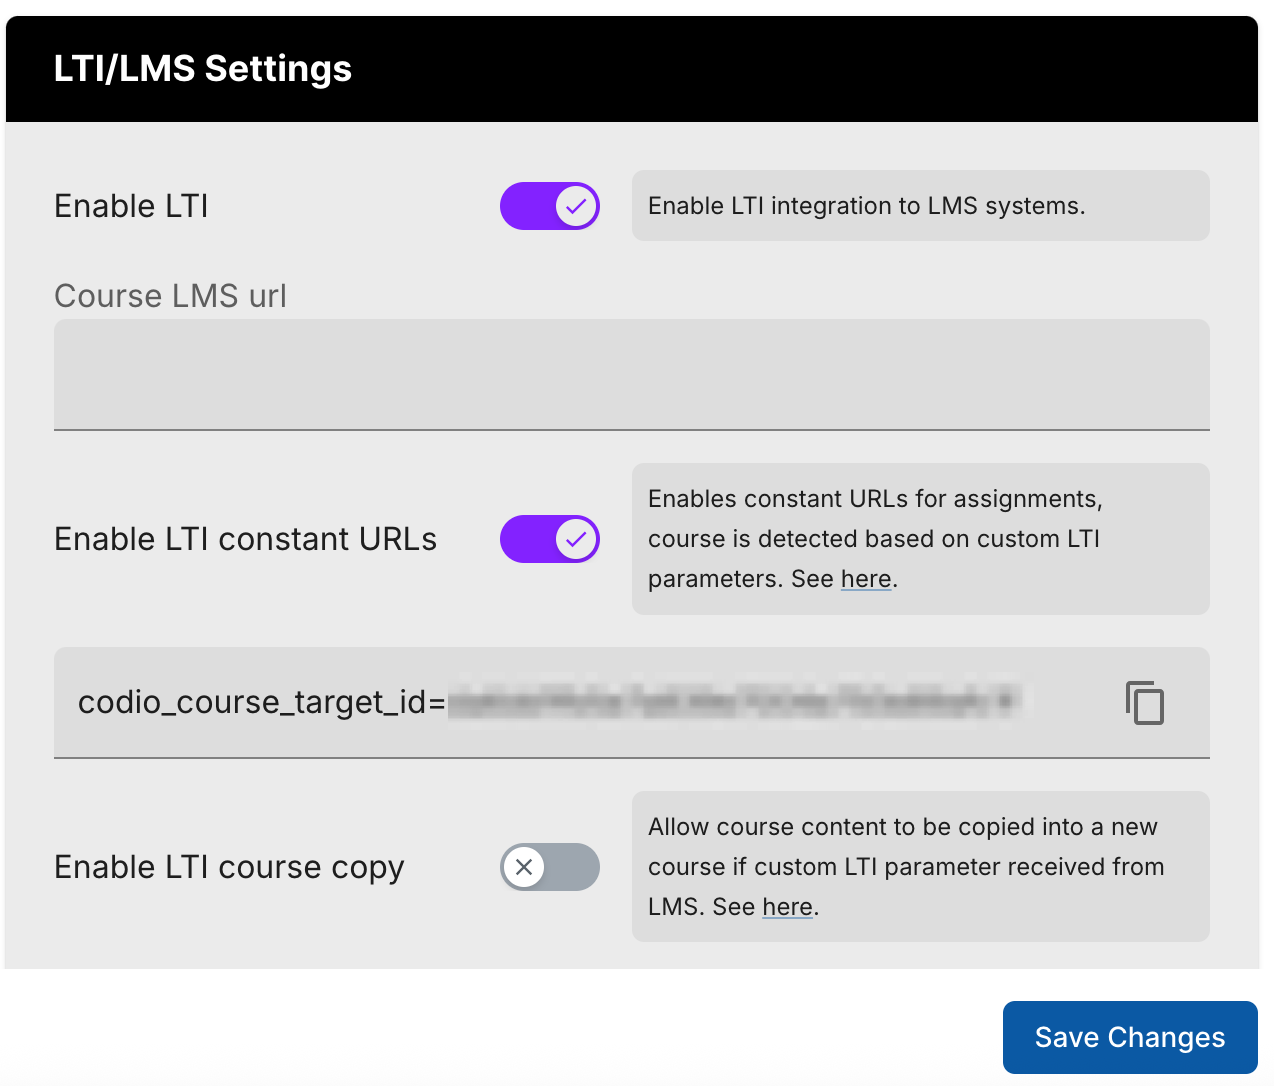 LTI/LMS Settings
Enable LTI
Enable LTI integration to LMS systems.
Course LMS url
Enable LTI constant URLs
Enables constant URLs for assignments,
course is detected based on custom LTI
parameters. See here.
codio_course_target_id=
Enable LTI course copy
Allow course content to be copied into a new
course if custom LTI parameter received from
LMS. See here.
Save Changes